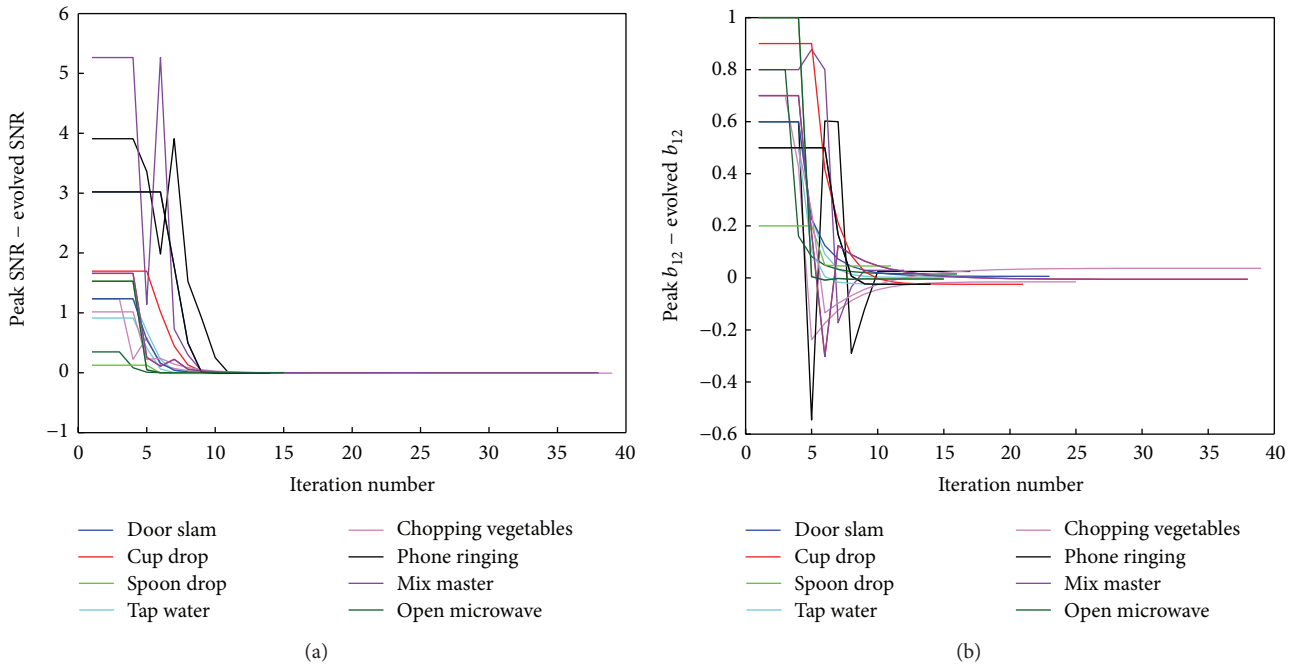 6
5
4
3
2
1
0
−1
Peak SNR − evolved SNR
0 5 10 15 20 25 30 35 40
Iteration number
Door slam
Cup drop
Spoon drop
Tap water
Chopping vegetables
Phone ringing
Mix master
Open microwave
(a)
1
0.8
0.6
0.4
0.2
0
−0.2
−0.4
−0.6
Peak b12 − evolved b12
0 5 10 15 20 25 30 35 40
Iteration number
Door slam
Cup drop
Spoon drop
Tap water
Chopping vegetables
Phone ringing
Mix master
Open microwave
(b)